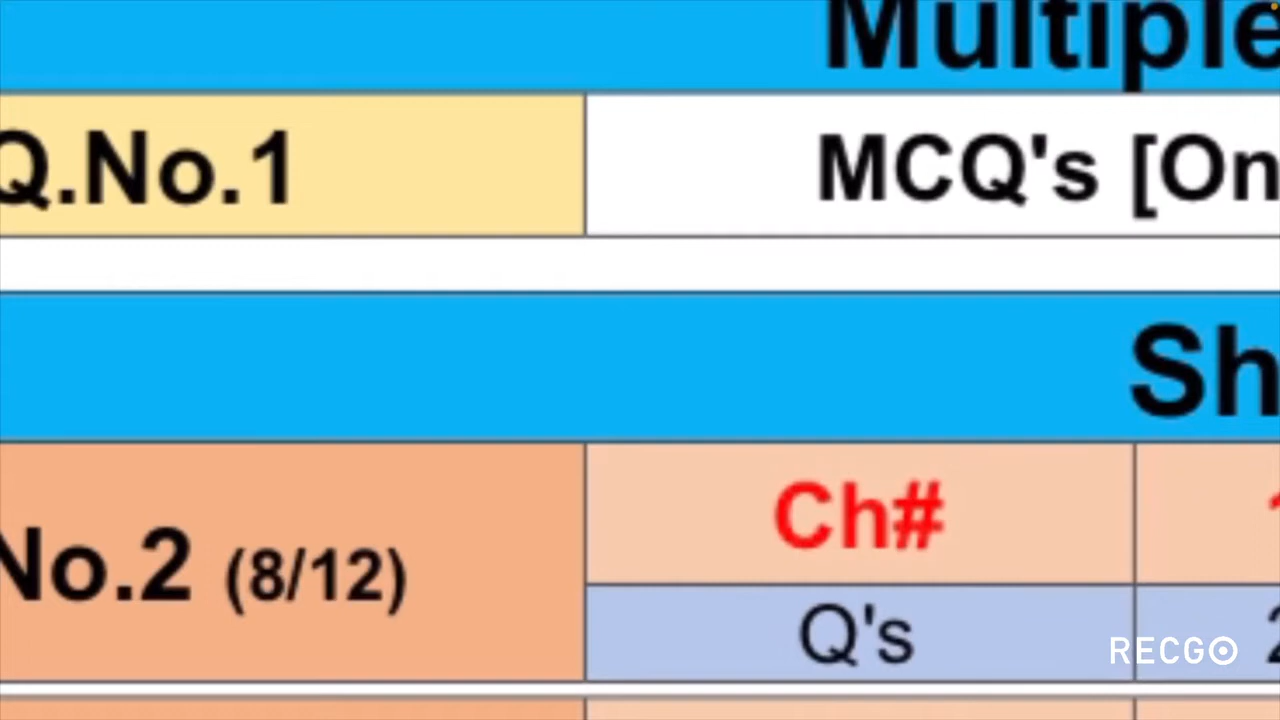 Multiple
Q.No.1 MCQ's [On
Sh
No.2 (8/12) Ch#
Q's
RECGO